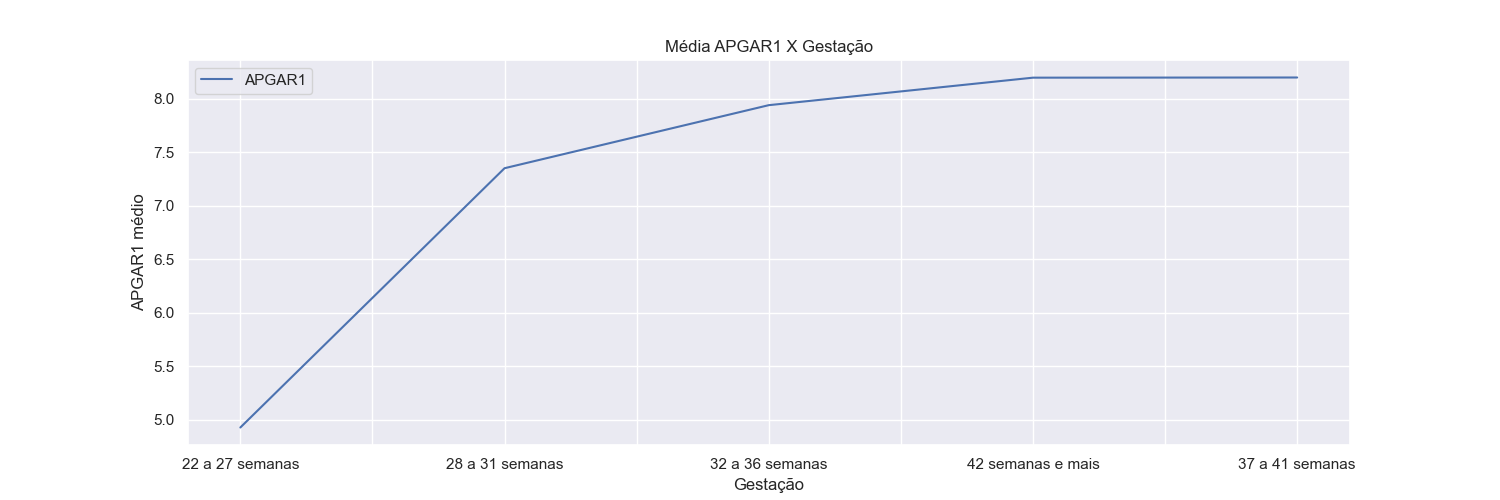 Média APGAR1 X Gestação
APGAR1
8.0
7.5
7.0
6.5
6.0
5.5
5.0
APGAR1 médio
22 a 27 semanas
28 a 31 semanas
32 a 36 semanas
42 semanas e mais
37 a 41 semanas
Gestação